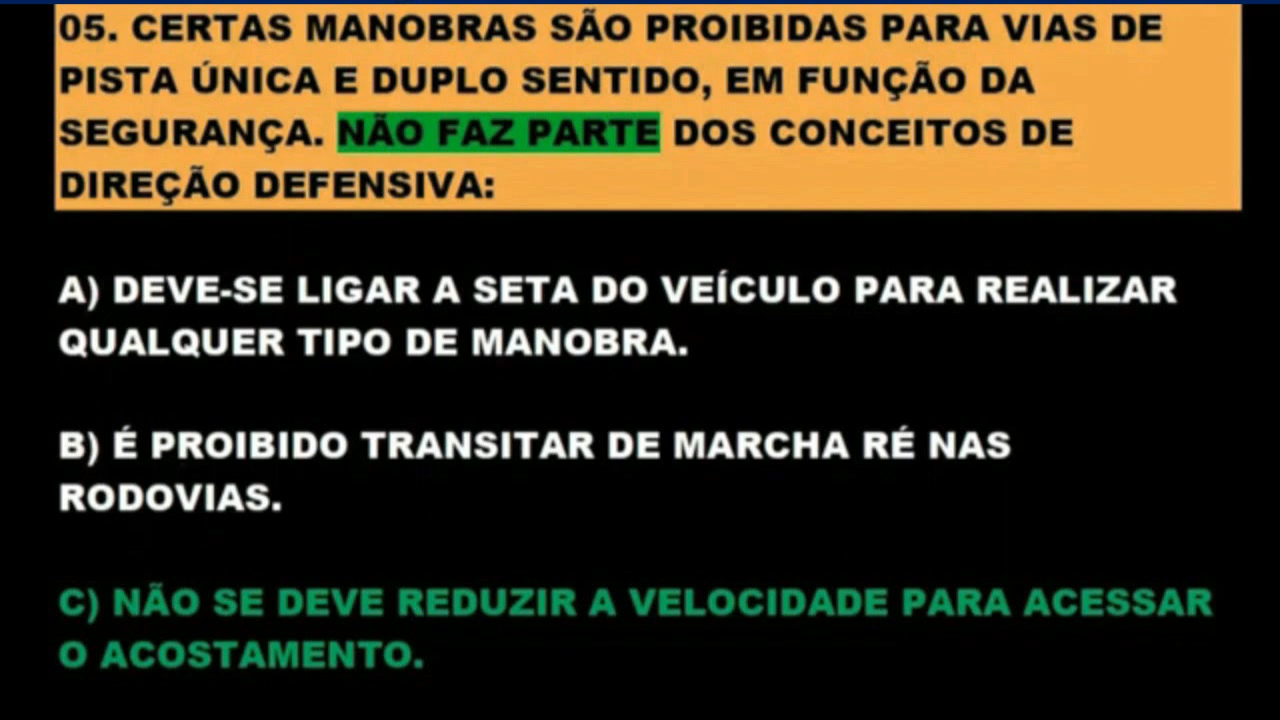 05. CERTAS MANOBRAS SÃO PROIBIDAS PARA VIAS DE
PISTA ÚNICA E DUPLO SENTIDO, EM FUNÇÃO DA
SEGURANÇA. NÃO FAZ PARTE DOS CONCEITOS DE
DIREÇÃO DEFENSIVA:
A) DEVE-SE LIGAR A SETA DO VEÍCULO PARA REALIZAR
QUALQUER TIPO DE MANOBRA.
B) É PROIBIDO TRANSITAR DE MARCHA RÉ NAS
RODOVIAS.
C) NÃO SE DEVE REDUZIR A VELOCIDADE PARA ACESSAR
O ACOSTAMENTO.